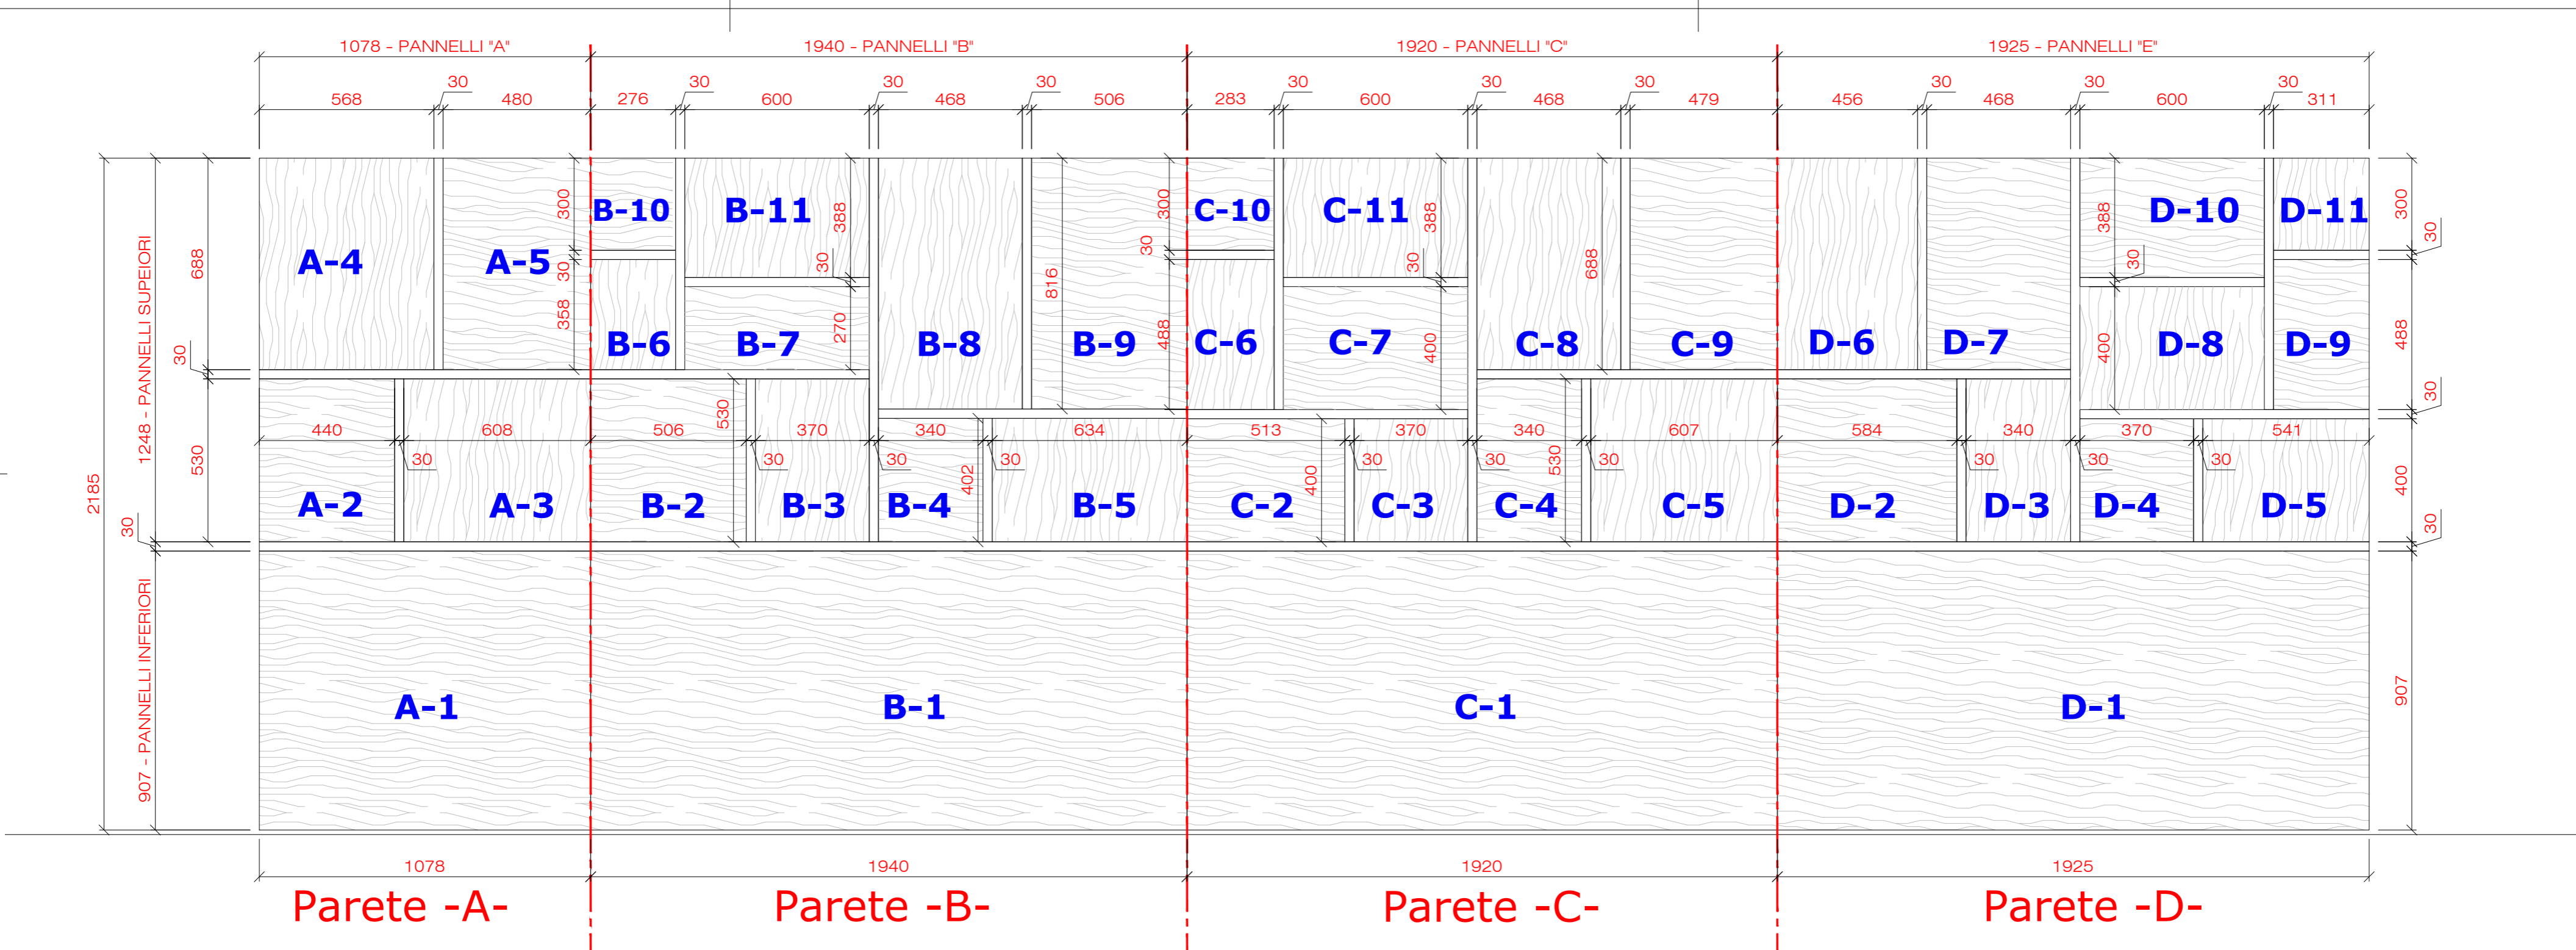 1078 - PANNELLI "A"
1940 - PANNELLI "B"
1920 - PANNELLI "C"
1925 - PANNELLI "E"
30
30
30
30
30
30
30
30
30
30
30
568
480
276
600
468
506
283
600
468
479
456
468
600
311
2185
1248 - PANNELLI SUPEIORI
907 - PANNELLI INFERIORI
688
30
530
30
A-4
A-5
300
30
358
B-10
B-11
388
30
270
B-6
B-7
B-8
816
B-9
300
30
488
C-10
C-11
388
30
400
C-6
C-7
C-8
688
C-9
D-6
D-7
388
30
400
D-10
D-11
D-8
D-9
300
30
488
30
400
30
907
440
608
506
530
370
340
634
513
370
340
607
584
340
370
541
30
30
30
30
30
30
30
30
30
30
402
400
530
A-2
A-3
B-2
B-3
B-4
B-5
C-2
C-3
C-4
C-5
D-2
D-3
D-4
D-5
A-1
B-1
C-1
D-1
1078
1940
1920
1925
Parete -A-
Parete -B-
Parete -C-
Parete -D-